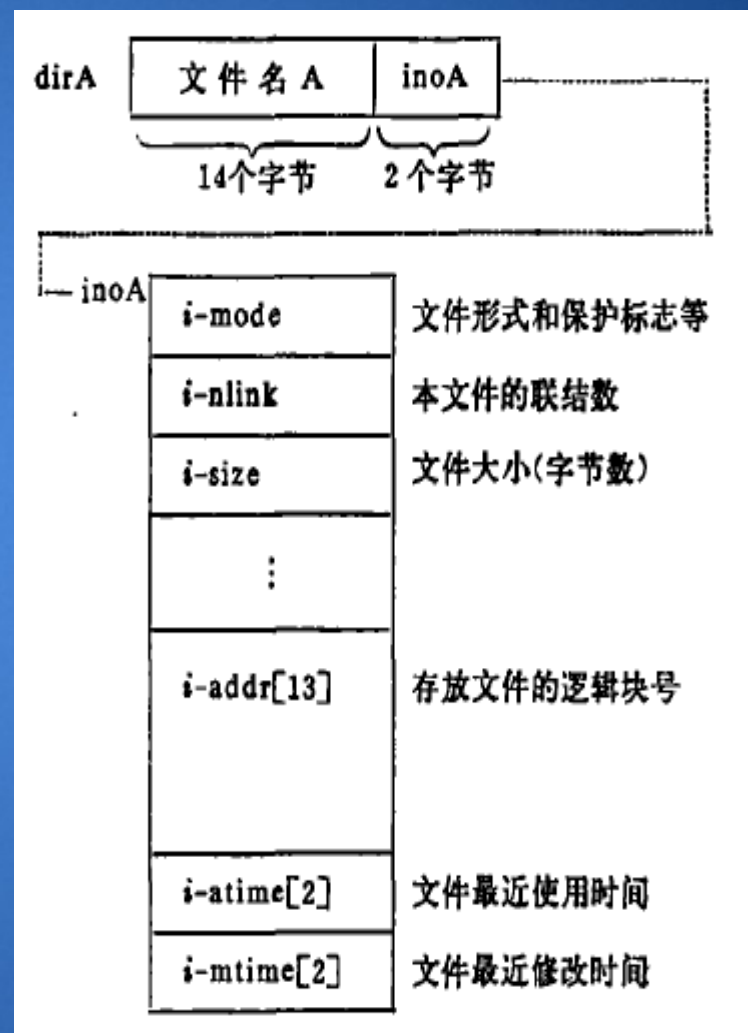 dirA 文件名A inoA
14个字节 2个字节
inoA
i-mode 文件形式和保护标志等
i-nlink 本文件的联结数
i-size 文件大小(字节数)
⋮
i-addr[13] 存放文件的逻辑块号
i-atime[2] 文件最近使用时间
i-mtime[2] 文件最近修改时间